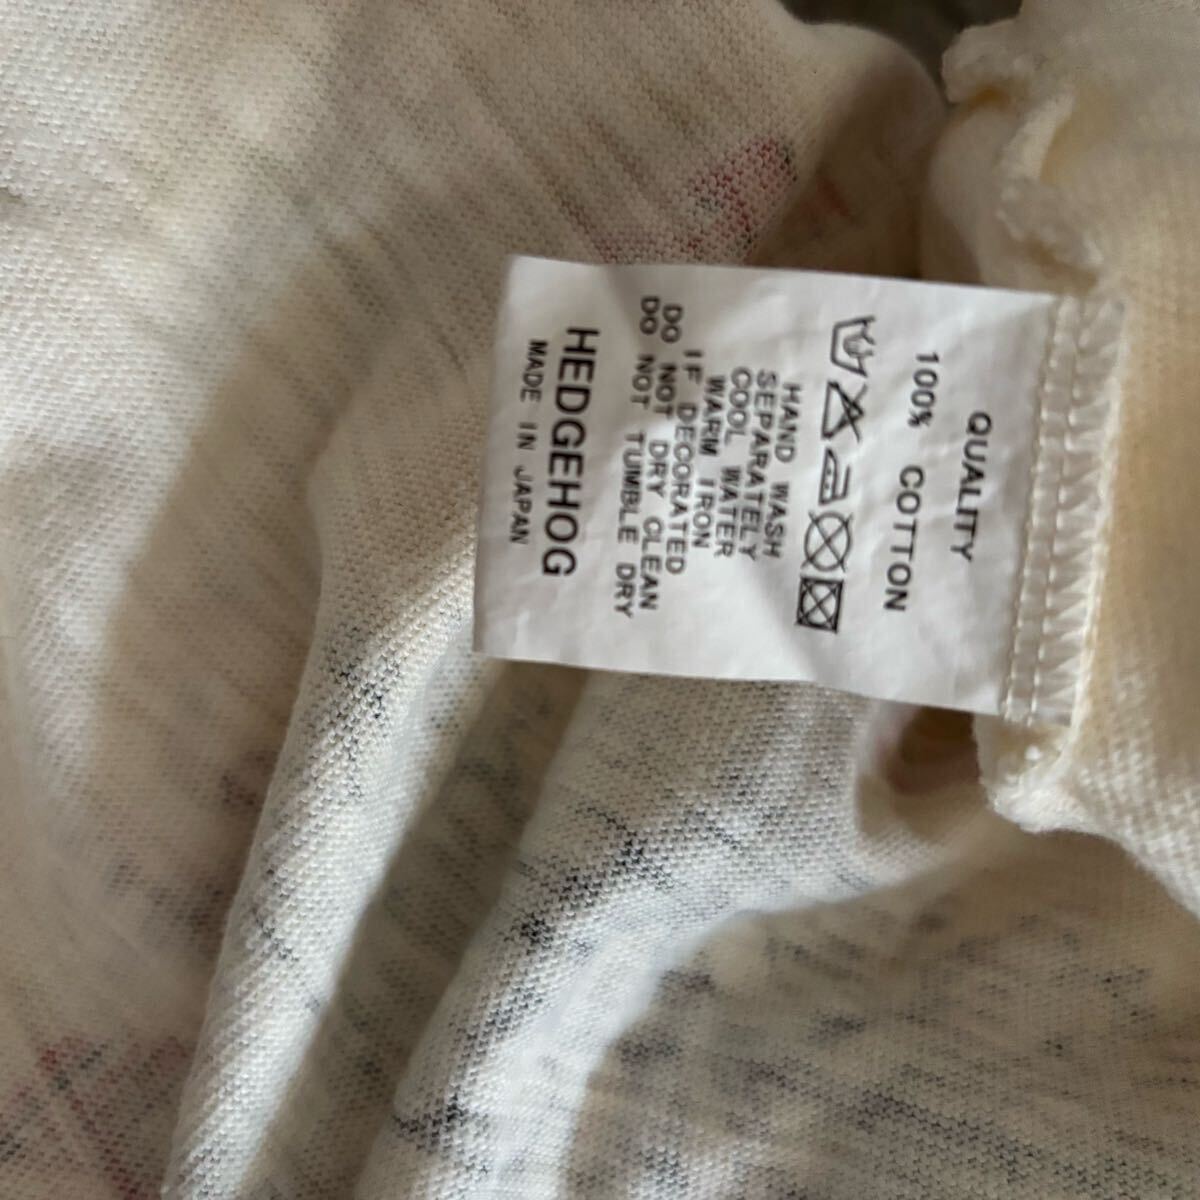 QUALITY
100% COTTON
HAND WASH
SEPARATELY
COOL WATER
WARM IRON
IF DECORATED
DO NOT DRY CLEAN
DO NOT TUMBLE DRY
HEDGEHOG
MADE IN JAPAN